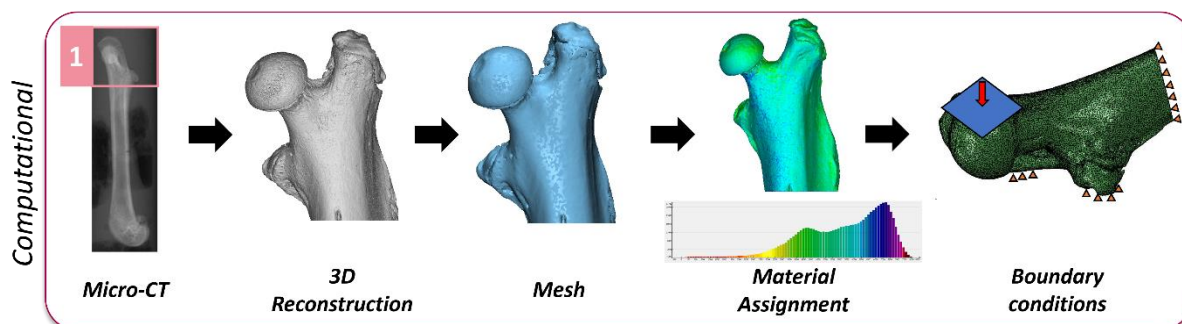 Computational
1
Micro-CT
3D
Reconstruction
Mesh
Material
Assignment
Boundary
conditions